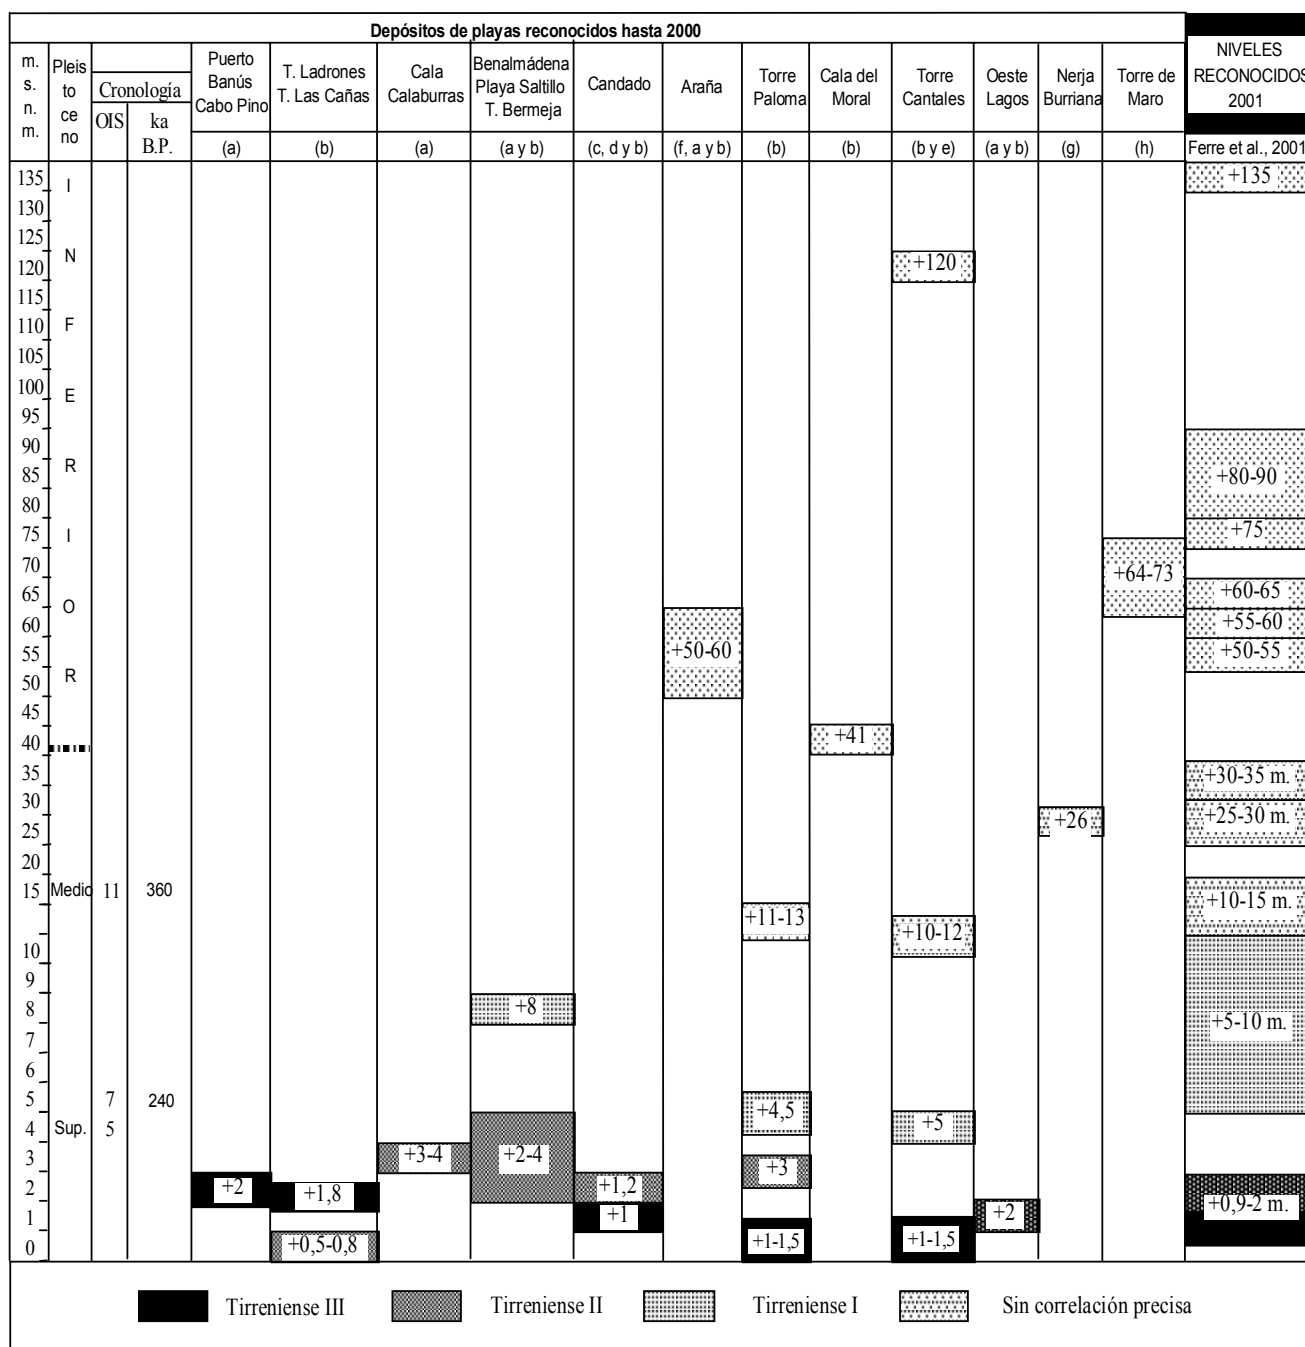 Depósitos de playas reconocidos hasta 2000
m.
s.
n.
m.
Pleis
to
ce
no
Cronología
OIS
ka
B.P.
Puerto
Banús
Cabo Pino
(a)
T. Ladrones
T. Las Cañas
(b)
Cala
Calaburras
(a)
Benalmádena
Playa Saltillo
T. Bermeja
(a y b)
Candado
(c, d y b)
Araña
(f, a y b)
Torre
Paloma
(b)
Cala del
Moral
(b)
Torre
Cantales
(b y e)
Oeste
Lagos
(a y b)
Nerja
Burriana
(g)
Torre de
Maro
(h)
NIVELES
RECONOCIDOS
2001
Ferre et al., 2001
135
130
125
120
115
110
105
100
95
90
85
80
75
70
65
60
55
50
45
40
35
30
25
20
15
10
9
8
7
6
5
4
3
2
1
0
I
N
F
E
R
I
O
R
Medio
Sup.
11
7
5
360
240
+2
+1,8
+0,5-0,8
+3-4
+8
+2-4
+1,2
+1
+50-60
+11-13
+4,5
+3
+1-1,5
+41
+120
+10-12
+5
+1-1,5
+2
+26
+64-73
+135
+80-90
+75
+60-65
+55-60
+50-55
+30-35 m.
+25-30 m.
+10-15 m.
+5-10 m.
+0,9-2 m.
Tirreniense III
Tirreniense II
Tirreniense I
Sin correlación precisa